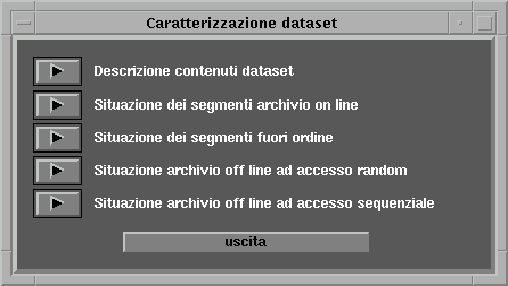 Caratterizzazione dataset
Descrizione contenuti dataset
Situazione dei segmenti archivio on line
Situazione dei segmenti fuori ordine
Situazione archivio off line ad accesso random
Situazione archivio off line ad accesso sequenziale
uscita